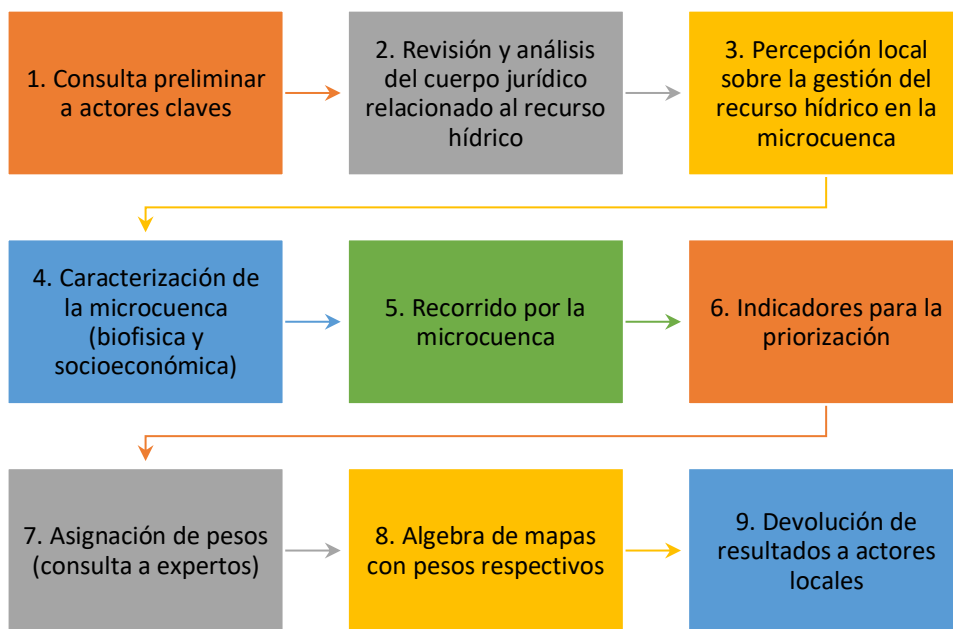 1. Consulta preliminar
a actores claves
2. Revisión y análisis
del cuerpo jurídico
relacionado al recurso
hídrico
3. Percepción local
sobre la gestión del
recurso hídrico en la
microcuenca
4. Caracterización de
la microcuenca
(biofisica y
socioeconómica)
5. Recorrido por la
microcuenca
6. Indicadores para la
priorización
7. Asignación de pesos
(consulta a expertos)
8. Algebra de mapas
con pesos respectivos
9. Devolución de
resultados a actores
locales